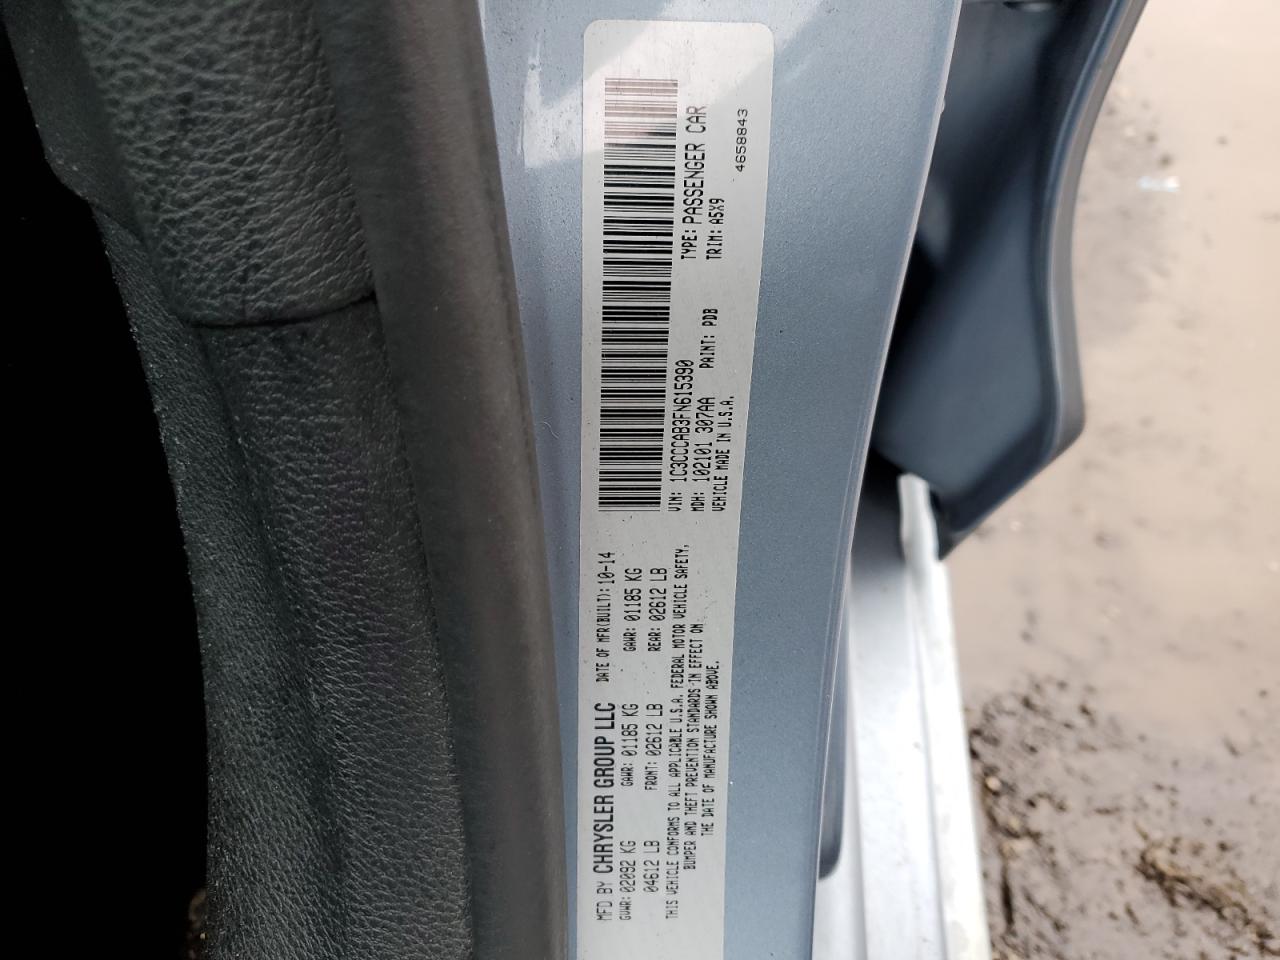 MFD BY CHRYSLER GROUP LLC DATE OF MFR(BUILT): 10-14
GVWR: 02092 KG GAWR: 01185 KG GAWR: 01185 KG
04612 LB FRONT: 02612 LB REAR: 02612 LB
THIS VEHICLE CONFORMS TO ALL APPLICABLE U.S.A. FEDERAL MOTOR VEHICLE SAFETY,
BUMPER AND THEFT PREVENTION STANDARDS IN EFFECT ON
THE DATE OF MANUFACTURE SHOWN ABOVE.
VIN: 1C3CCCAB3FN615390 TYPE: PASSENGER CAR
MDH: 102101 307AA PAINT: PDB TRIM: A5X9
VEHICLE MADE IN U.S.A.
4658843